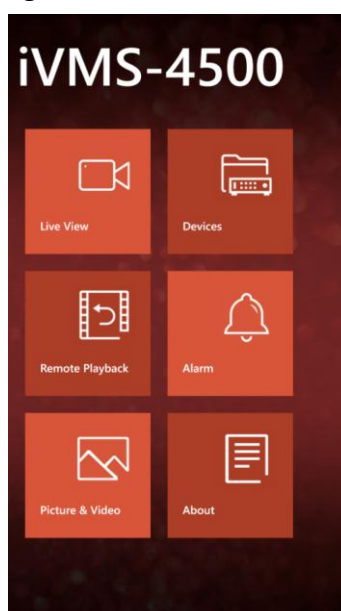 iVMS-4500
Live View
Devices
Remote Playback
Alarm
Picture & Video
About